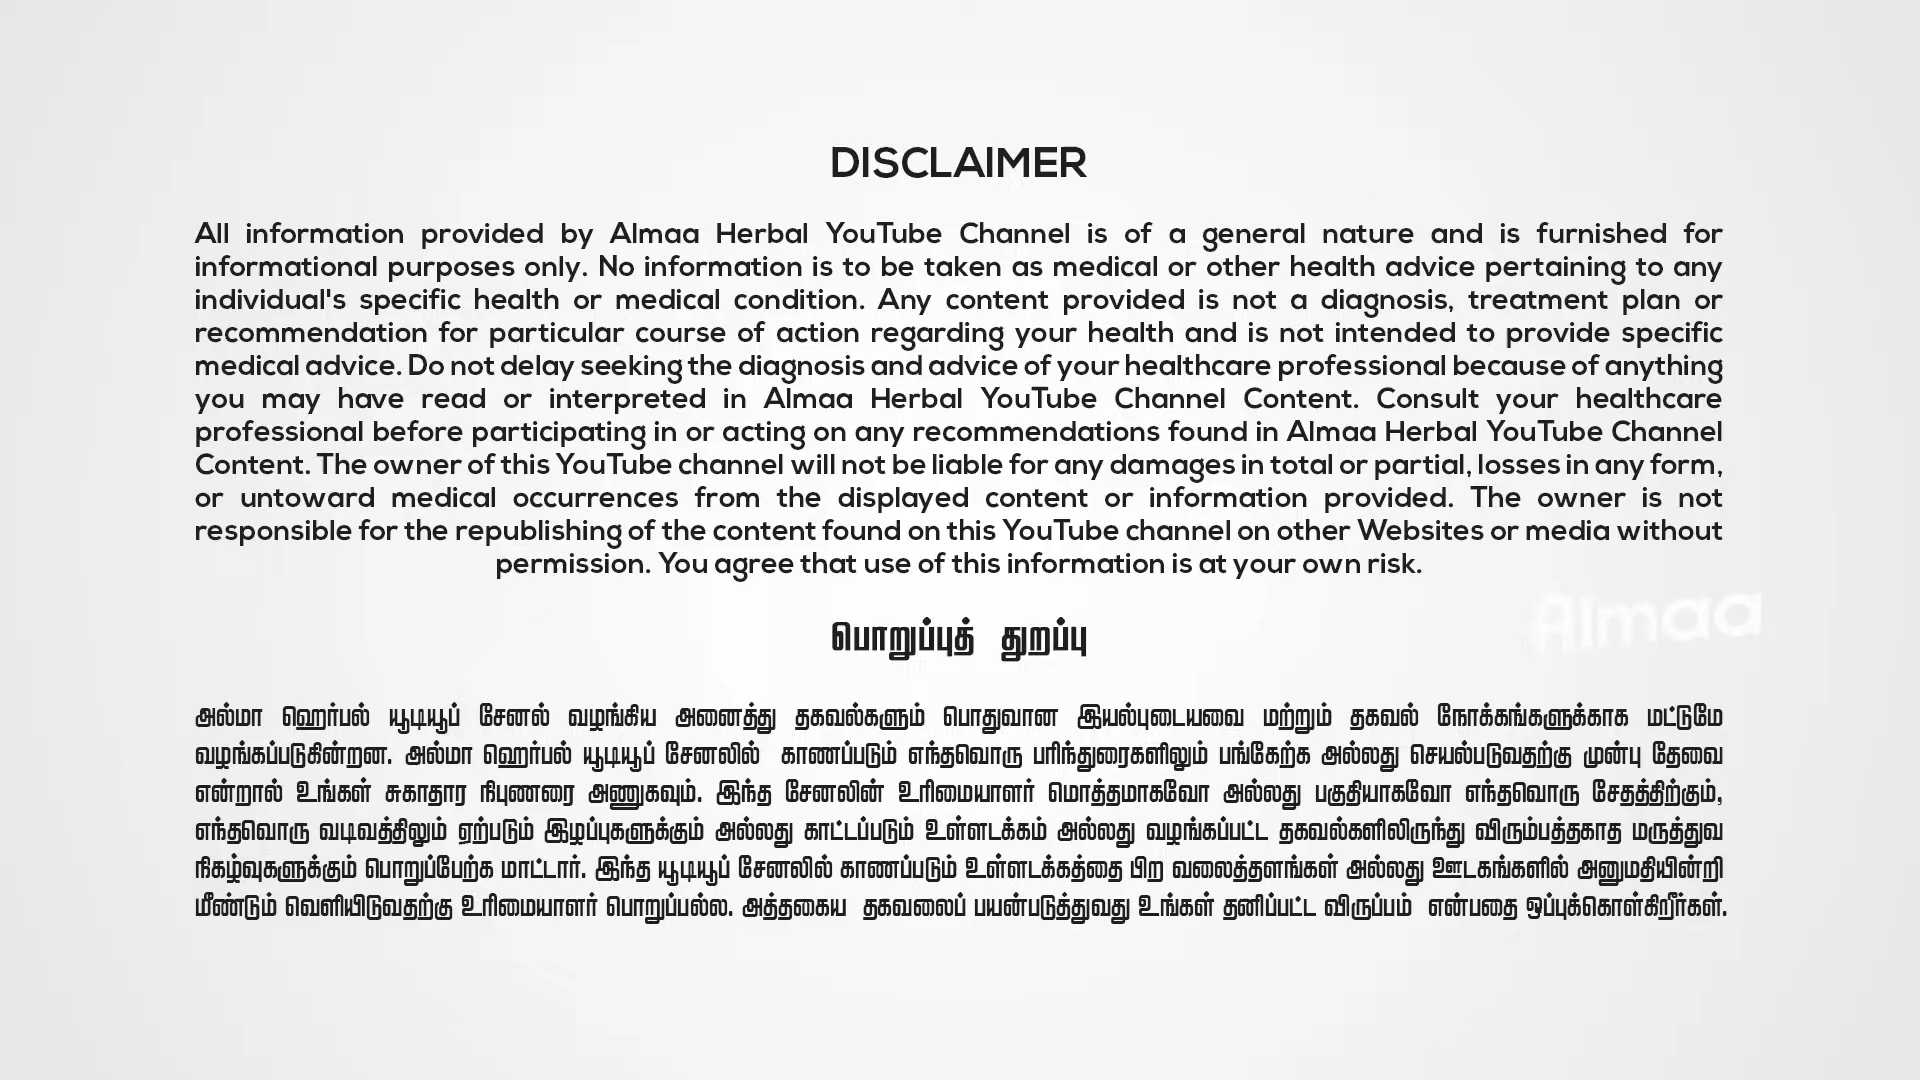 DISCLAIMER
All information provided by Almaa Herbal YouTube Channel is of a general nature and is furnished for
informational purposes only. No information is to be taken as medical or other health advice pertaining to any
individual's specific health or medical condition. Any content provided is not a diagnosis, treatment plan or
recommendation for particular course of action regarding your health and is not intended to provide specific
medical advice. Do not delay seeking the diagnosis and advice of your healthcare professional because of anything
you may have read or interpreted in Almaa Herbal YouTube Channel Content. Consult your healthcare
professional before participating in or acting on any recommendations found in Almaa Herbal YouTube Channel
Content. The owner of this YouTube channel will not be liable for any damages in total or partial, losses in any form,
or untoward medical occurrences from the displayed content or information provided. The owner is not
responsible for the republishing of the content found on this YouTube channel on other Websites or media without
permission. You agree that use of this information is at your own risk.
Almaa
பொறுப்புத் துறப்பு
அல்மா ஹெர்பல் யூடியூப் சேனல் வழங்கிய அனைத்து தகவல்களும் பொதுவான இயல்புடையவை மற்றும் தகவல் நோக்கங்களுக்காக மட்டுமே
வழங்கப்படுகின்றன. அல்மா ஹெர்பல் யூடியூப் சேனலில் காணப்படும் எந்தவொரு பரிந்துரைகளிலும் பங்கேற்க அல்லது செயல்படுவதற்கு முன்பு தேவை
என்றால் உங்கள் சுகாதார நிபுணரை அணுகவும். இந்த சேனலின் உரிமையாளர் மொத்தமாகவோ அல்லது பகுதியாகவோ எந்தவொரு சேதத்திற்கும்,
எந்தவொரு வடிவத்திலும் ஏற்படும் இழப்புகளுக்கும் அல்லது காட்டப்படும் உள்ளடக்கம் அல்லது வழங்கப்பட்ட தகவல்களிலிருந்து விரும்பத்தகாத மருத்துவ
நிகழ்வுகளுக்கும் பொறுப்பேற்க மாட்டார். இந்த யூடியூப் சேனலில் காணப்படும் உள்ளடக்கத்தை பிற வலைத்தளங்கள் அல்லது ஊடகங்களில் அனுமதியின்றி
மீண்டும் வெளியிடுவதற்கு உரிமையாளர் பொறுப்பல்ல. அத்தகைய தகவலைப் பயன்படுத்துவது உங்கள் தனிப்பட்ட விருப்பம் என்பதை ஒப்புக்கொள்கிறீர்கள்.